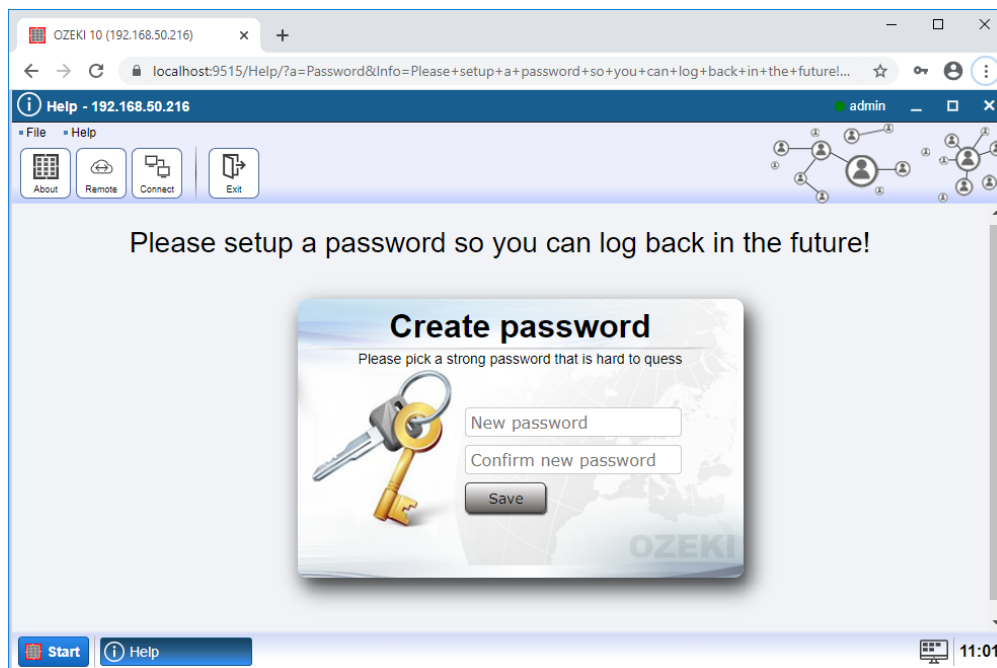 OZEKI 10 (192.168.50.216)
localhost:9515/Help/?a=Password&Info=Please+setup+a+password+so+you+can+log+back+in+the+future!...
Help - 192.168.50.216
admin
File Help
About Remote Connect Exit
Please setup a password so you can log back in the future!
Create password
Please pick a strong password that is hard to quess
New password
Confirm new password
Save
OZEKI
Start Help 11:01